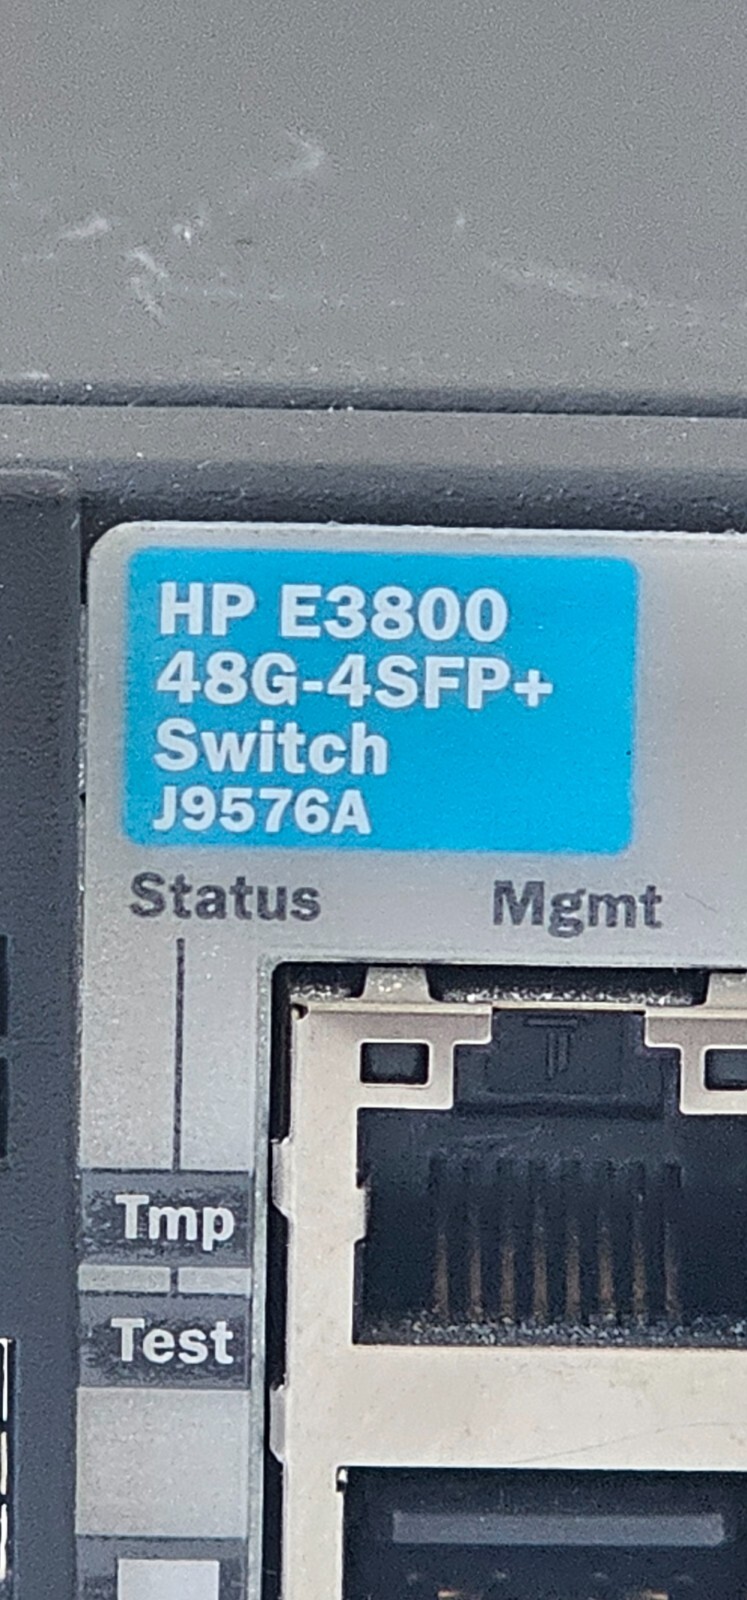 HP E3800
48G-4SFP+
Switch
J9576A
Status Mgmt
Tmp
Test